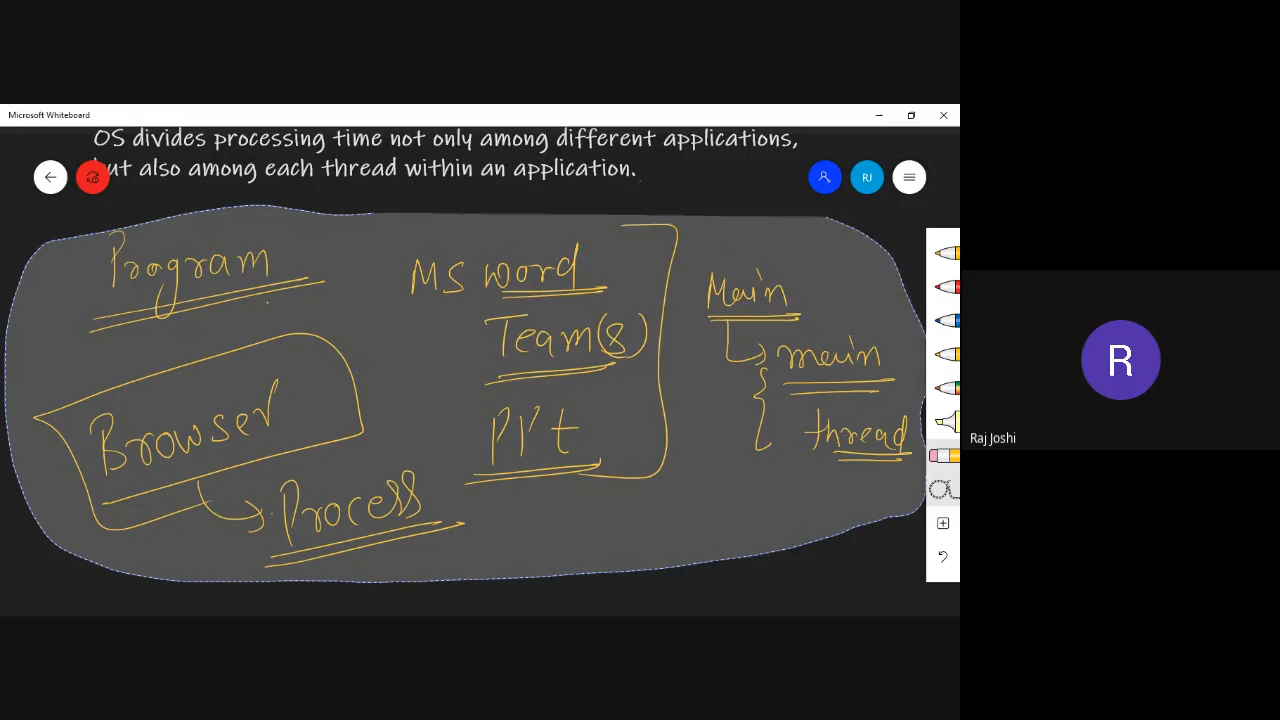 Microsoft Whiteboard
OS divides processing time not only among different applications,
but also among each thread within an application.
RJ
Program
MS word
Team(s)
PPt
Browser
Process
Main
main
thread
R
Raj Joshi